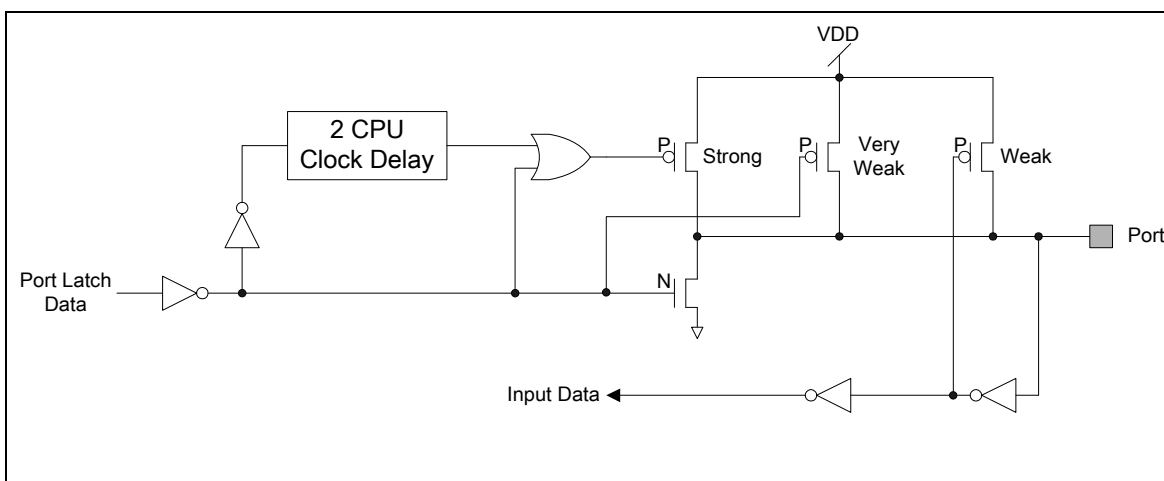 VDD
2 CPU
Clock Delay
P
Strong
P
Very
Weak
P
Weak
Port
Port Latch
Data
N
Input Data